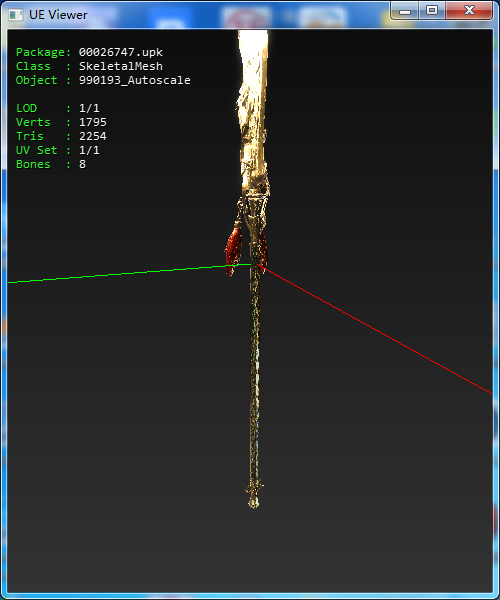 UE Viewer
Package: 00026747.upk
Class  : SkeletalMesh
Object : 990193_Autoscale
LOD    : 1/1
Verts  : 1795
Tris   : 2254
UV Set : 1/1
Bones  : 8